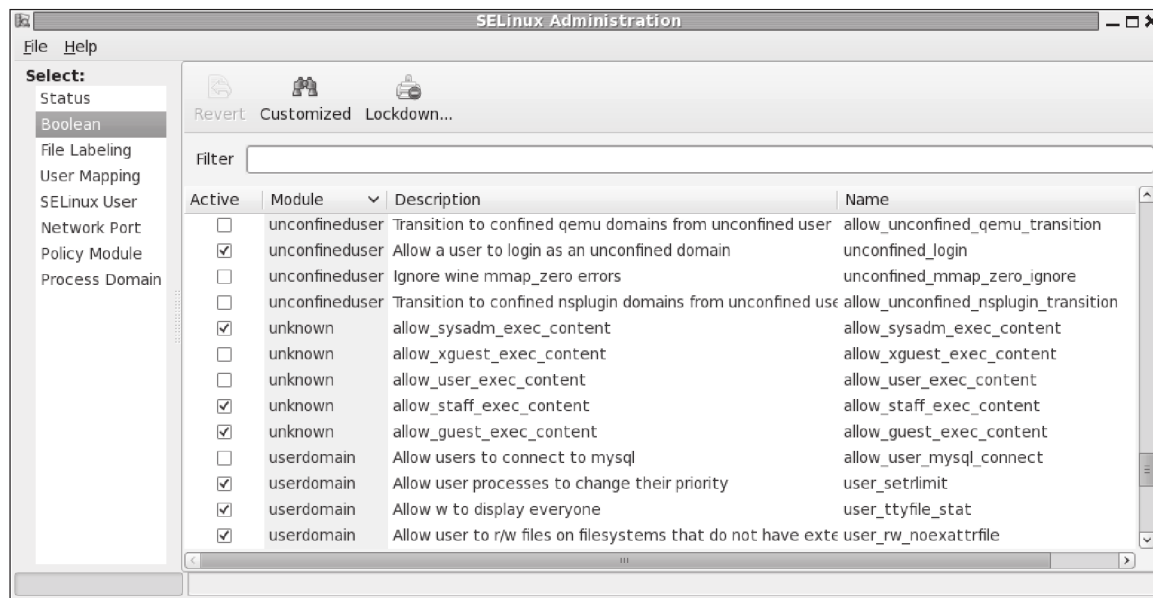 SELinux Administration
File Help
Select:
Status
Boolean
File Labeling
User Mapping
SELinux User
Network Port
Policy Module
Process Domain
Revert Customized Lockdown...
Filter
Active Module Description Name
unconfineduser Transition to confined qemu domains from unconfined user allow_unconfined_qemu_transition
unconfineduser Allow a user to login as an unconfined domain unconfined_login
unconfineduser Ignore wine mmap_zero errors unconfined_mmap_zero_ignore
unconfineduser Transition to confined nsplugin domains from unconfined use allow_unconfined_nsplugin_transition
unknown allow_sysadm_exec_content allow_sysadm_exec_content
unknown allow_xguest_exec_content allow_xguest_exec_content
unknown allow_user_exec_content allow_user_exec_content
unknown allow_staff_exec_content allow_staff_exec_content
unknown allow_guest_exec_content allow_guest_exec_content
userdomain Allow users to connect to mysql allow_user_mysql_connect
userdomain Allow user processes to change their priority user_setrlimit
userdomain Allow w to display everyone user_ttyfile_stat
userdomain Allow user to r/w files on filesystems that do not have exte user_rw_noexattrfile